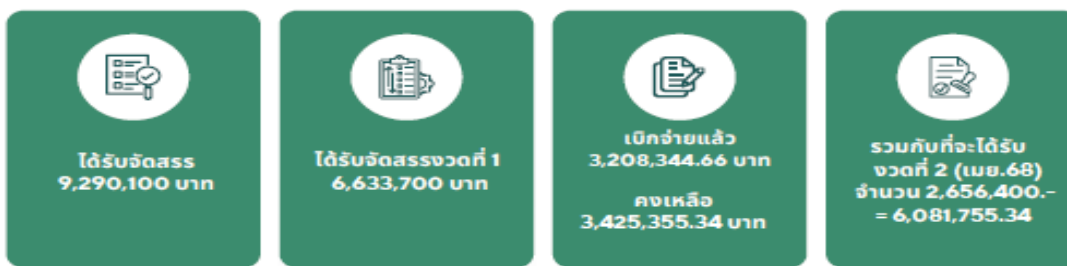 ได้รับจัดสรร
9,290,100 บาท
ได้รับจัดสรรงวดที่ 1
6,633,700 บาท
เบิกจ่ายแล้ว
3,208,344.66 บาท
คงเหลือ
3,425,355.34 บาท
รวมกับที่จะได้รับ
งวดที่ 2 (เมย.68)
จำนวน 2,656,400.-
= 6,081,755.34